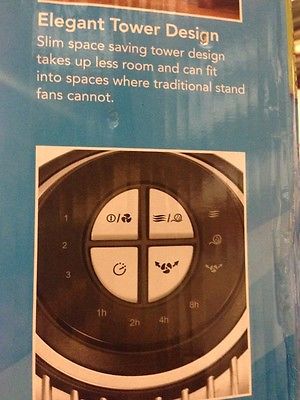 Elegant Tower Design
Slim space saving tower design
takes up less room and can fit
into spaces where traditional stand
fans cannot.
1
2
3
1h
2h
4h
8h